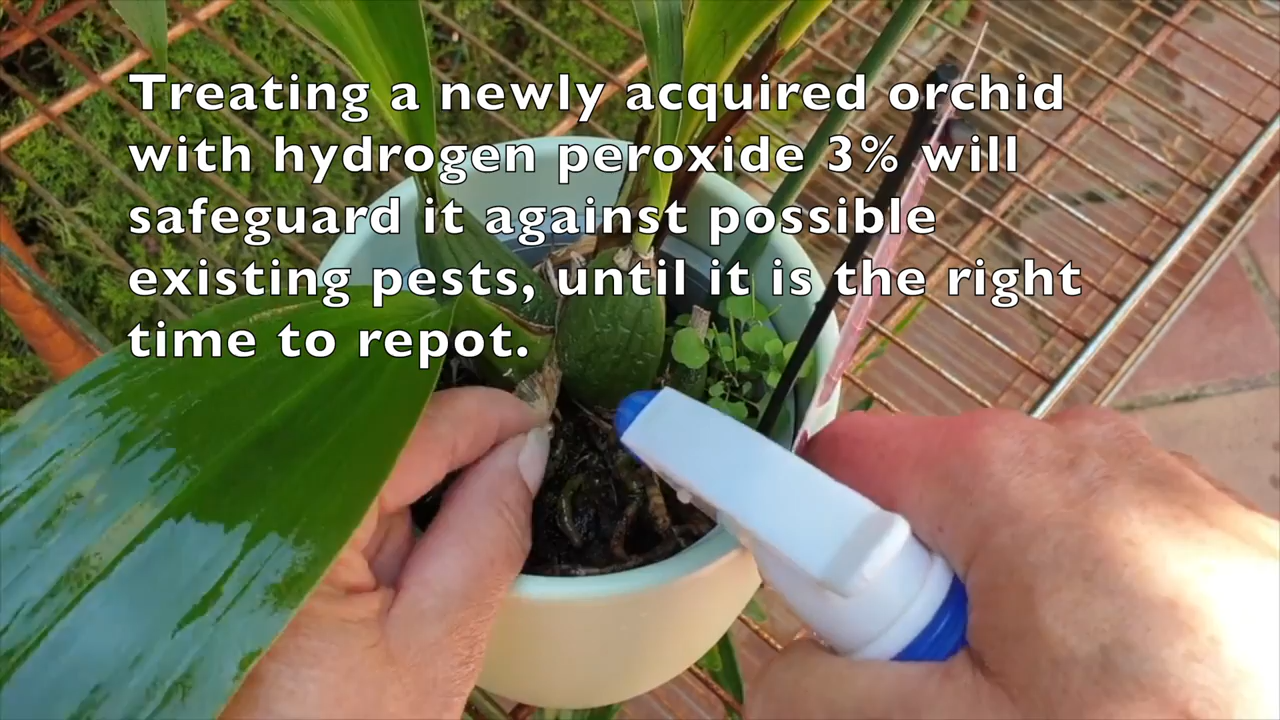 Treating a newly acquired orchid
with hydrogen peroxide 3% will
safeguard it against possible
existing pests, until it is the right
time to repot.